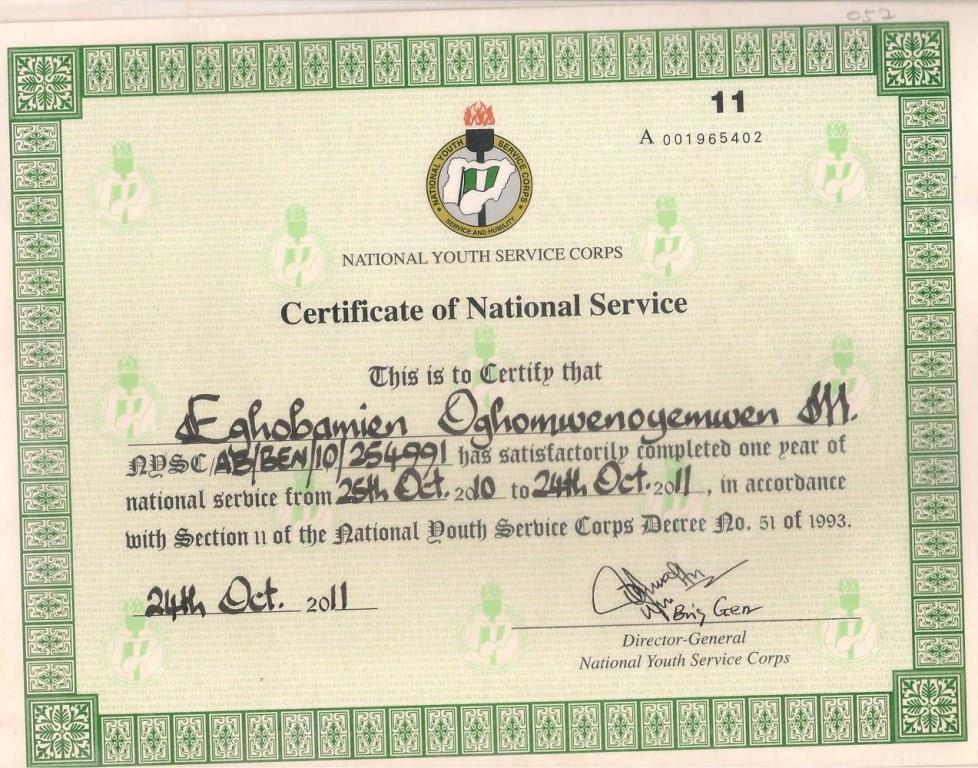 052
11
A 001965402
NATIONAL YOUTH SERVICE CORPS
SERVICE AND HUMILITY
NATIONAL YOUTH SERVICE CORPS
Certificate of National Service
This is to Certify that
Eghobamien Oghomwenoyemwen M.
NYSC/AB/BEN/10/254991 has satisfactorily completed one year of
national service from 25th Oct. 2010 to 24th Oct. 2011, in accordance
with Section 11 of the National Youth Service Corps Decree No. 51 of 1993.
24th Oct. 2011
Brig Gen
Director-General
National Youth Service Corps